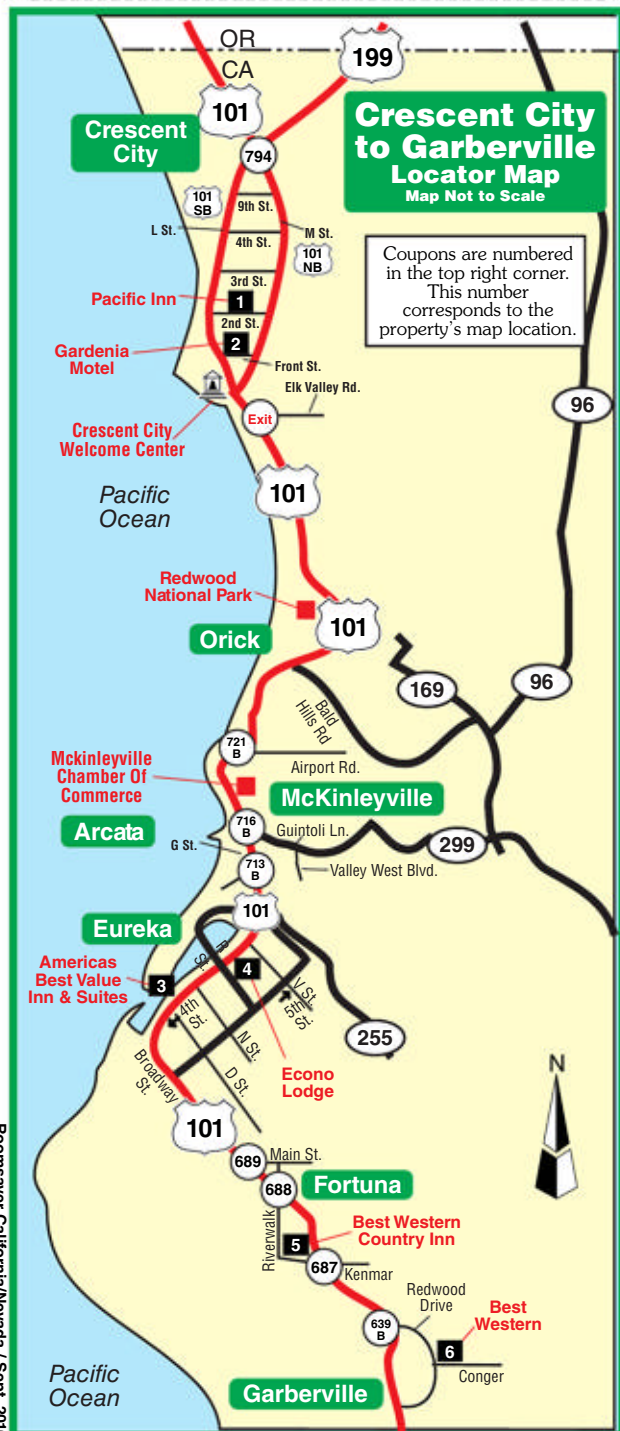 OR
CA
199
101
Crescent
City
Crescent City
to Garberville
Locator Map
Map Not to Scale
794
101
SB
9th St.
L St.
M St.
4th St.
101
NB
Coupons are numbered
in the top right corner.
This number
corresponds to the
property's map location.
3rd St.
Pacific Inn
1
2nd St.
2
Gardenia
Motel
Front St.
Elk Valley Rd.
96
Exit
Crescent City
Welcome Center
101
Pacific
Ocean
Redwood
National Park
101
Orick
169
96
Bald
Hills Rd
721
B
Airport Rd.
Mckinleyville
Chamber Of
Commerce
McKinleyville
Arcata
716
B
Guintoli Ln.
299
G St.
713
B
Valley West Blvd.
101
Eureka
R
St.
Americas
Best Value
Inn & Suites
3
4
V St.
5th
St.
4th
St.
N St.
255
Econo
Lodge
D St.
Broadway
St.
N
101
689
Main St.
688
Fortuna
Riverwalk
5
Best Western
Country Inn
687
Kenmar
Redwood
Drive
639
B
Best
Western
6
Conger
Pacific
Ocean
Garberville
Roomsaver California/Nevada / Sept. 201